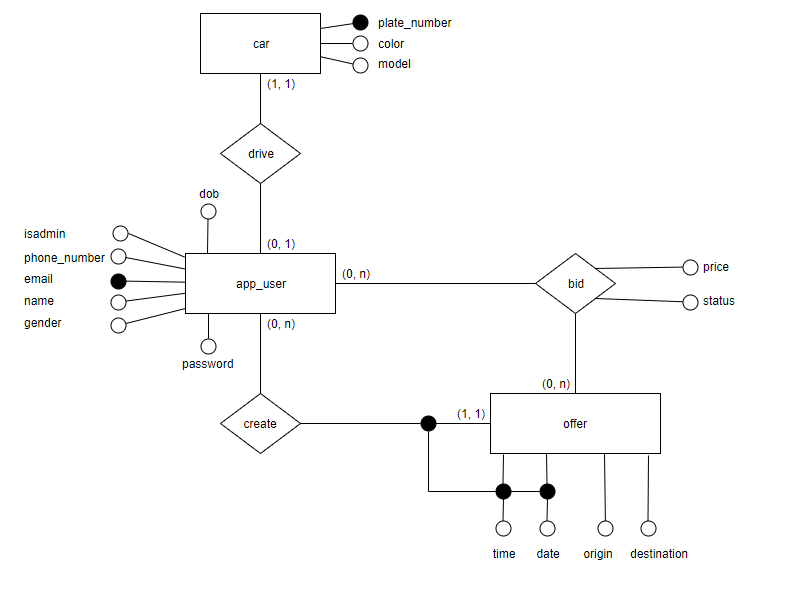 plate_number
car
color
model
(1, 1)
drive
dob
isadmin
(0, 1)
phone_number
email
app_user
(0, n)
bid
price
name
status
gender
(0, n)
password
(0, n)
create
(1, 1)
offer
time
date
origin
destination